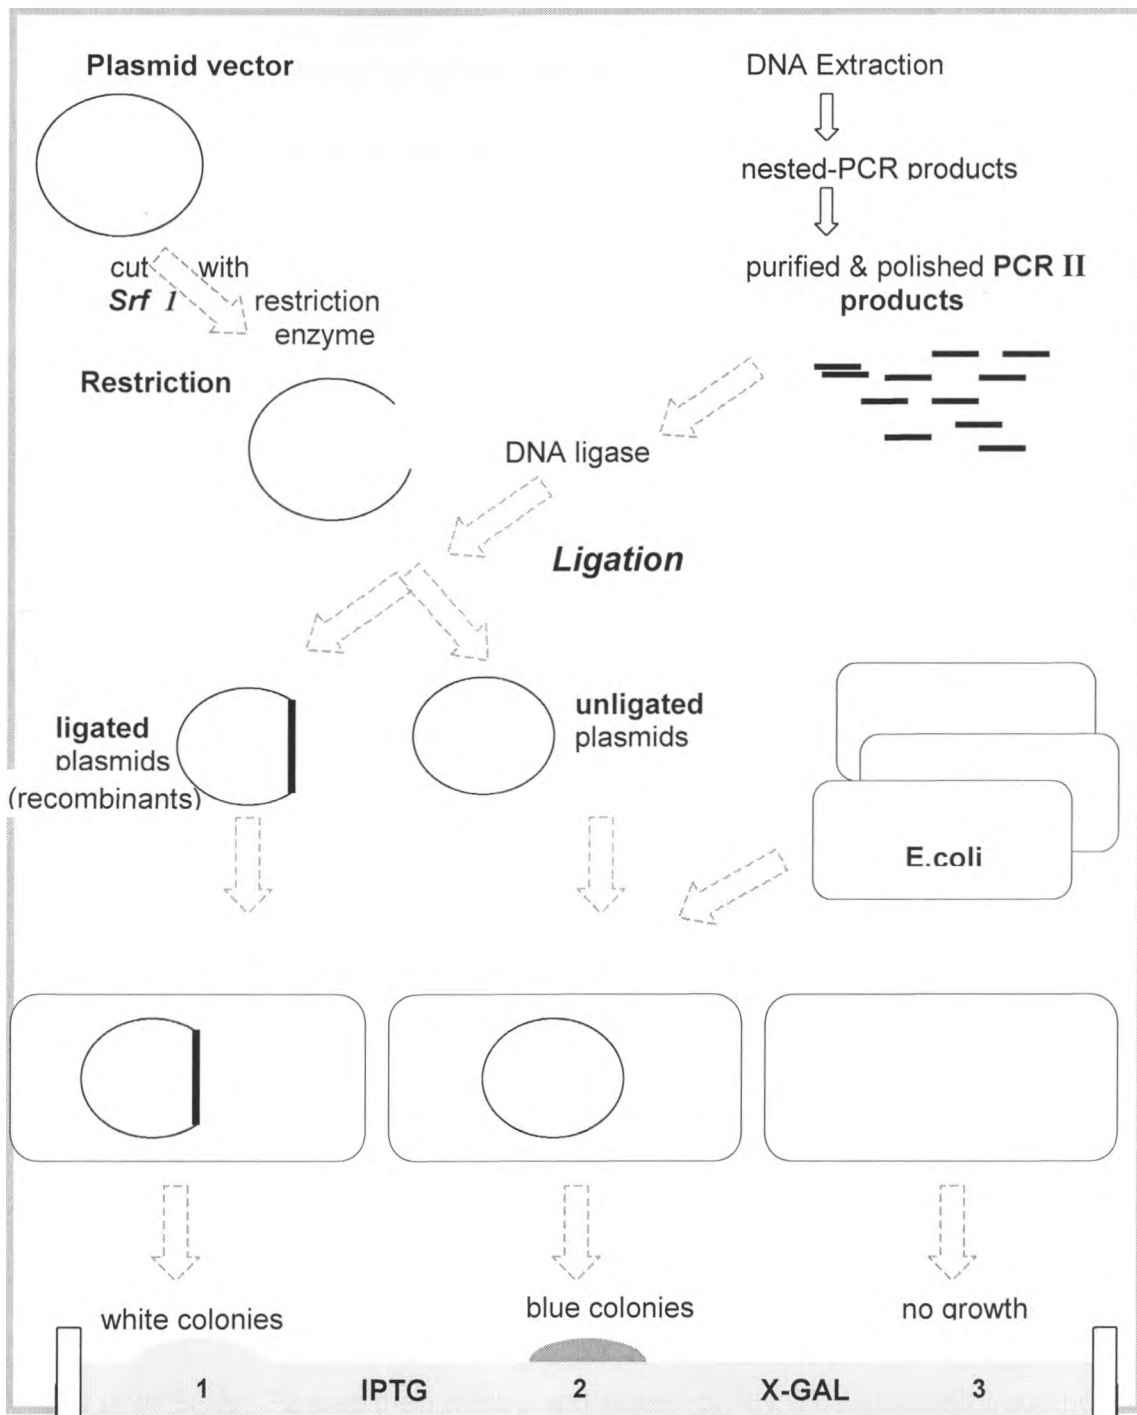 Plasmid vector
DNA Extraction
nested-PCR products
purified & polished PCR II
products
cut with
Srf 1 restriction
enzyme
Restriction
DNA ligase
Ligation
ligated
plasmids
(recombinants)
unligated
plasmids
E.coli
white colonies
blue colonies
no growth
1 IPTG 2 X-GAL 3